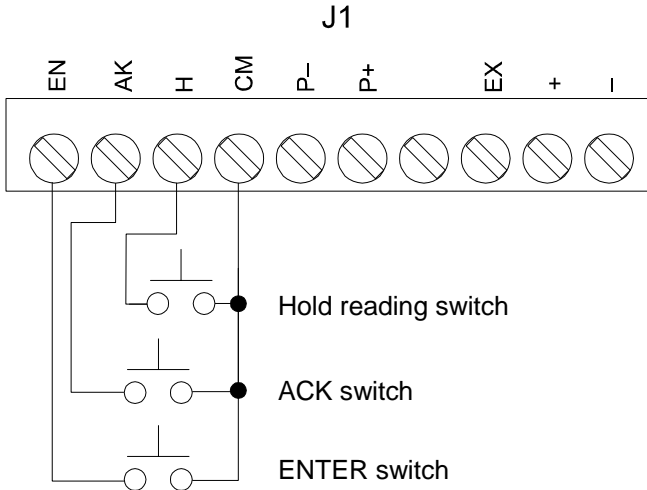 J1
EN AK H CM P– P+ EX + –
Hold reading switch
ACK switch
ENTER switch